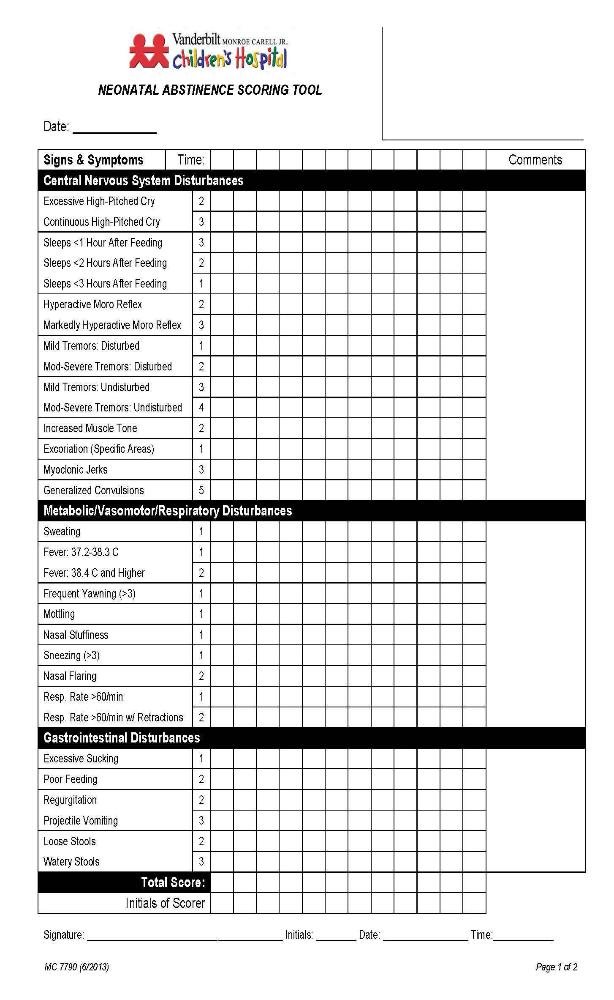 Vanderbilt MONROE CARELL JR.
Children's Hospital
NEONATAL ABSTINENCE SCORING TOOL
Date: ____________
Signs & Symptoms Time: Comments
Central Nervous System Disturbances
Excessive High-Pitched Cry 2
Continuous High-Pitched Cry 3
Sleeps <1 Hour After Feeding 3
Sleeps <2 Hours After Feeding 2
Sleeps <3 Hours After Feeding 1
Hyperactive Moro Reflex 2
Markedly Hyperactive Moro Reflex 3
Mild Tremors: Disturbed 1
Mod-Severe Tremors: Disturbed 2
Mild Tremors: Undisturbed 3
Mod-Severe Tremors: Undisturbed 4
Increased Muscle Tone 2
Excoriation (Specific Areas) 1
Myoclonic Jerks 3
Generalized Convulsions 5
Metabolic/Vasomotor/Respiratory Disturbances
Sweating 1
Fever: 37.2-38.3 C 1
Fever: 38.4 C and Higher 2
Frequent Yawning (>3) 1
Mottling 1
Nasal Stuffiness 1
Sneezing (>3) 1
Nasal Flaring 2
Resp. Rate >60/min 1
Resp. Rate >60/min w/ Retractions 2
Gastrointestinal Disturbances
Excessive Sucking 1
Poor Feeding 2
Regurgitation 2
Projectile Vomiting 3
Loose Stools 2
Watery Stools 3
Total Score:
Initials of Scorer
Signature: ____________ Initials: ______ Date: ____________ Time:__________
MC 7790 (6/2013) Page 1 of 2